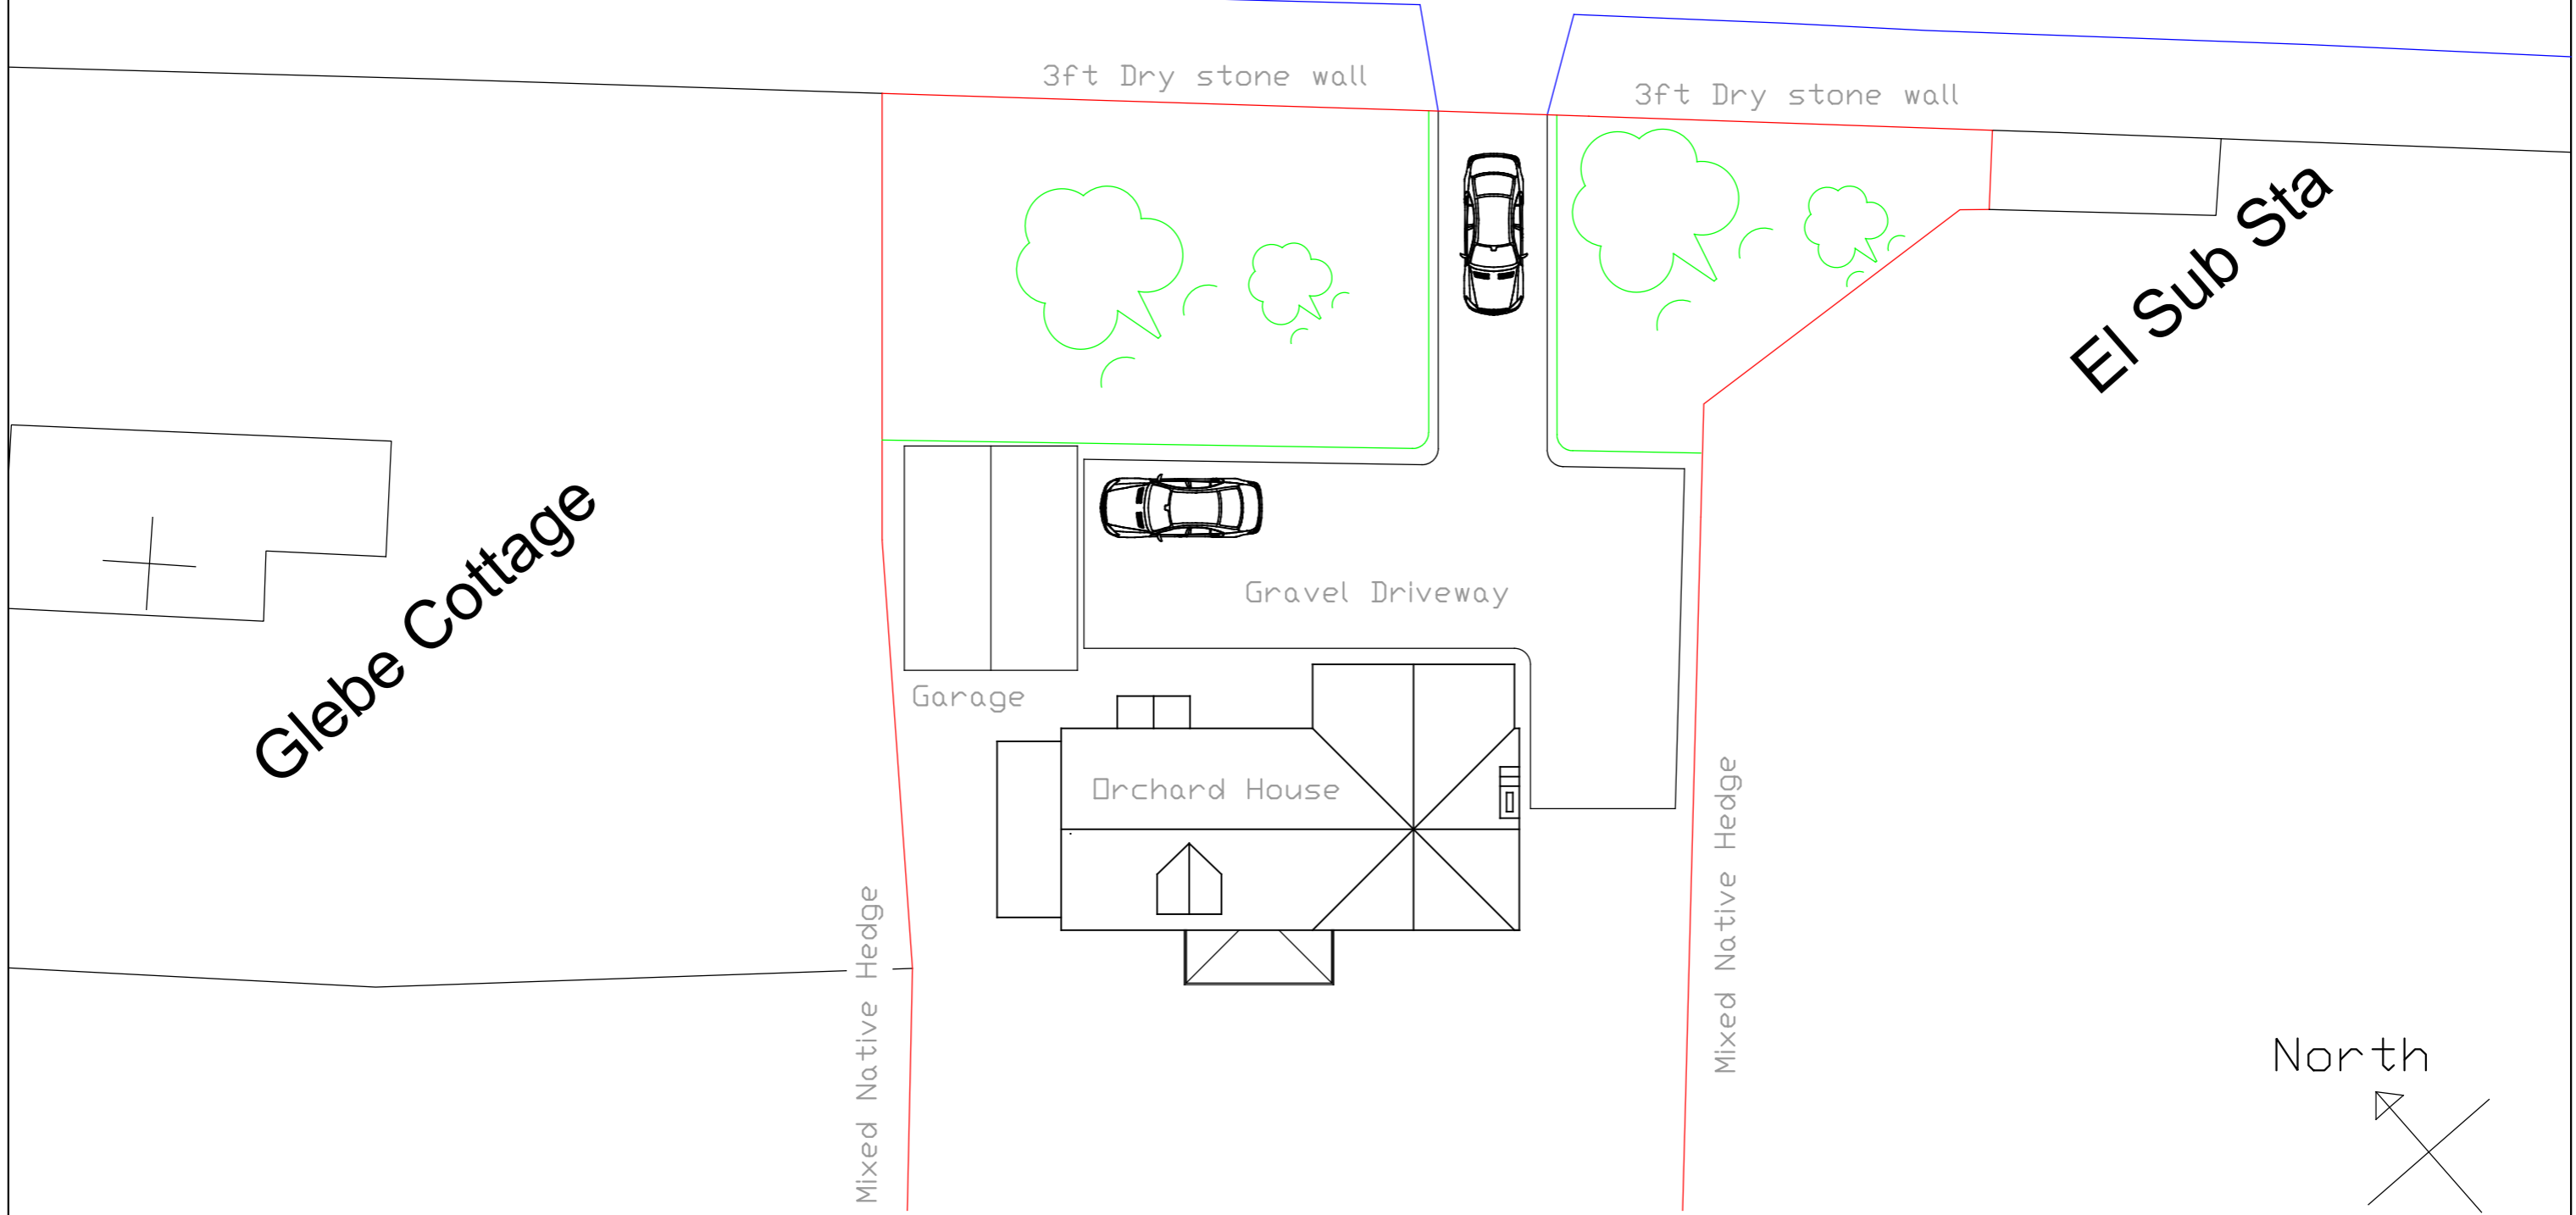 3ft Dry stone wall
3ft Dry stone wall
El Sub Sta
Glebe Cottage
Gravel Driveway
Garage
Orchard House
Mixed Native Hedge
Mixed Native Hedge
North